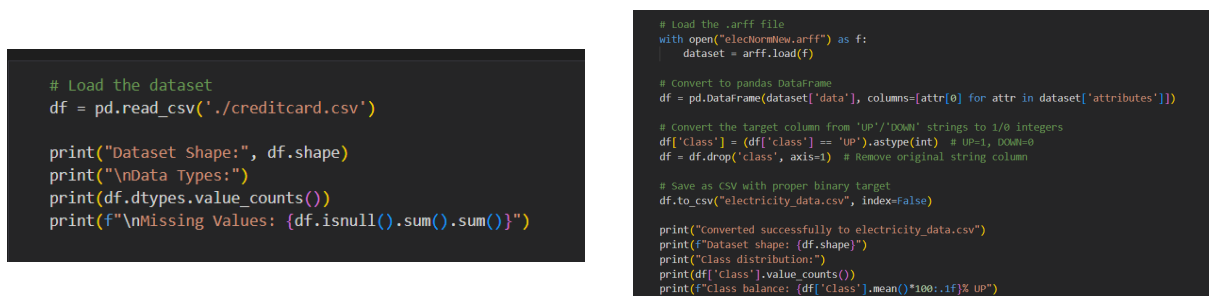 # Load the dataset
df = pd.read_csv('./creditcard.csv')
print("Dataset Shape:", df.shape)
print("\nData Types:")
print(df.dtypes.value_counts())
print(f"\nMissing Values: {df.isnull().sum().sum()}")
# Load the .arff file
with open("elecNormNew.arff") as f:
    dataset = arff.load(f)
# Convert to pandas DataFrame
df = pd.DataFrame(dataset['data'], columns=[attr[0] for attr in dataset['attributes']])
# Convert the target column from 'UP'/'DOWN' strings to 1/0 integers
df['Class'] = (df['class'] == 'UP').astype(int)  # UP=1, DOWN=0
df = df.drop('class', axis=1)  # Remove original string column
# Save as CSV with proper binary target
df.to_csv("electricity_data.csv", index=False)
print("Converted successfully to electricity_data.csv")
print(f"Dataset shape: {df.shape}")
print("Class distribution:")
print(df['Class'].value_counts())
print(f"Class balance: {df['Class'].mean()*100:.1f}% UP")